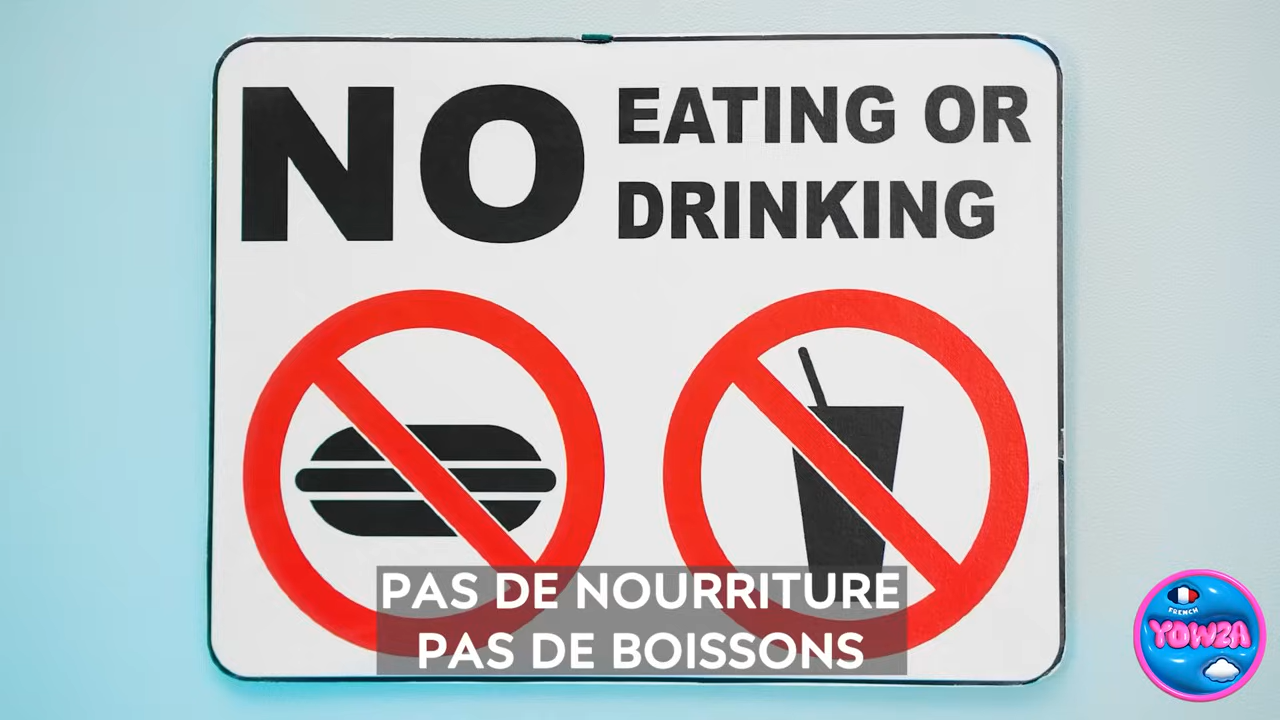 NO EATING OR
DRINKING
PAS DE NOURRITURE
PAS DE BOISSONS
FRENCH
YOWZA